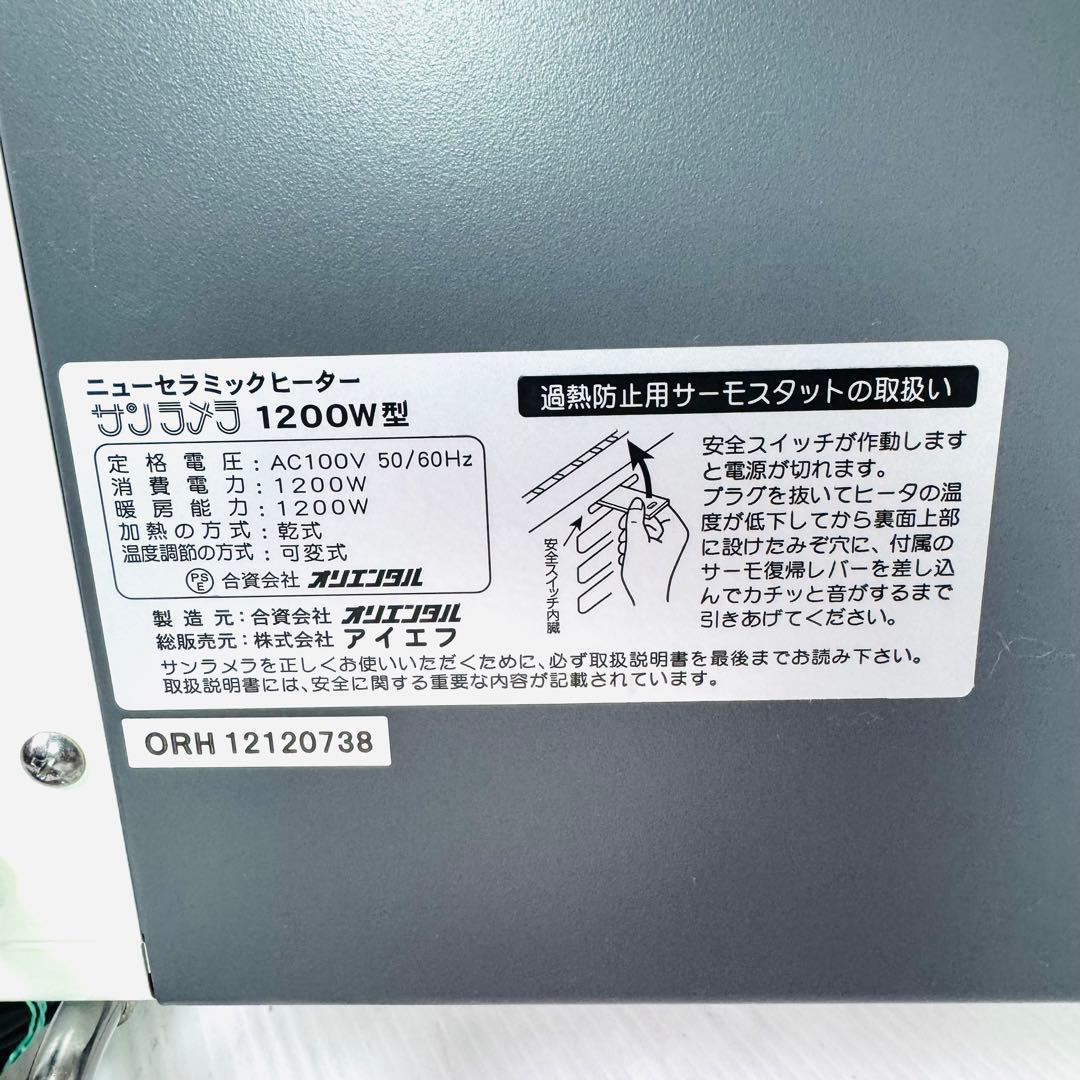 ニューセラミックヒーター
サンラメラ 1200W型
定格電圧：AC100V 50/60Hz
消費電力：1200W
暖房能力：1200W
加熱の方式：乾式
温度調節の方式：可変式
PSE 合資会社 オリエンタル
製造元：合資会社 オリエンタル
総販売元：株式会社 アイエフ
過熱防止用サーモスタットの取扱い
安全スイッチ内臓
安全スイッチが作動します
と電源が切れます。
プラグを抜いてヒータの温
度が低下してから裏面上部
に設けたみぞ穴に、付属の
サーモ復帰レバーを差し込
んでカチッと音がするまで
引きあげてください。
サンラメラを正しくお使いいただくために、必ず取扱説明書を最後までお読み下さい。
取扱説明書には、安全に関する重要な内容が記載されています。
ORH 12120738